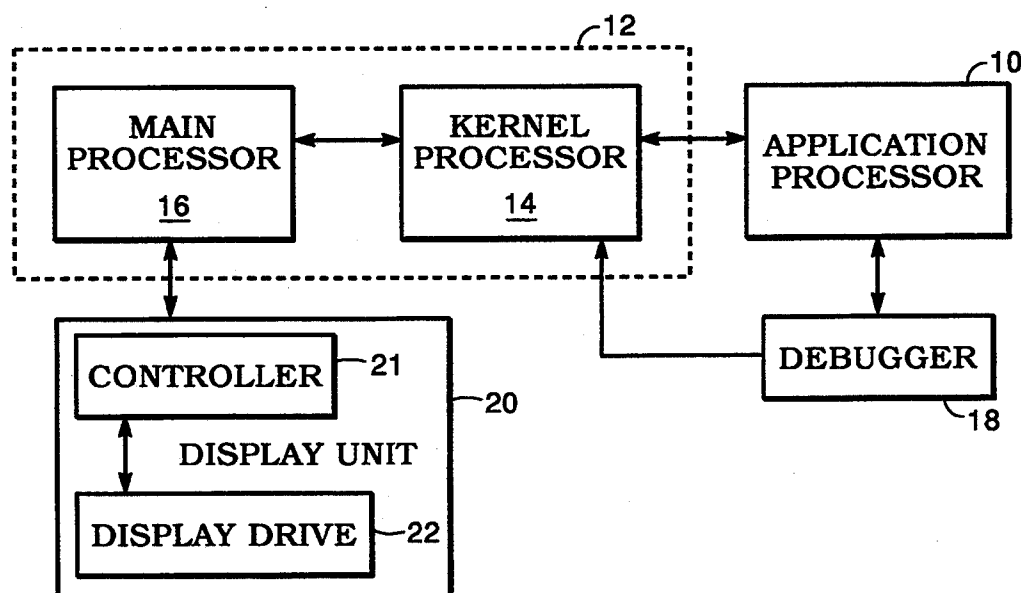 12
10
MAIN
PROCESSOR
16
KERNEL
PROCESSOR
14
APPLICATION
PROCESSOR
CONTROLLER
21
20
DISPLAY UNIT
DISPLAY DRIVE
22
DEBUGGER
18